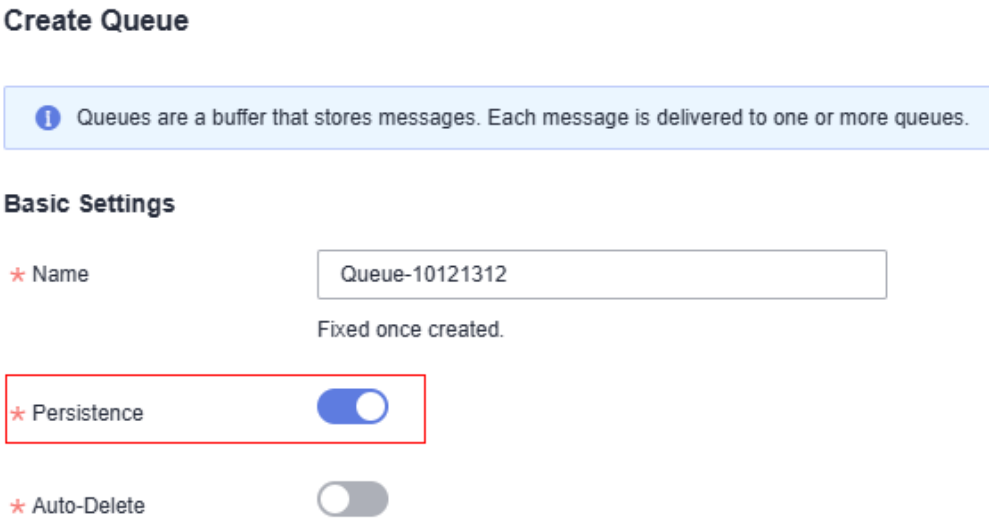 Create Queue
Queues are a buffer that stores messages. Each message is delivered to one or more queues.
Basic Settings
* Name
Queue-10121312
Fixed once created.
* Persistence
* Auto-Delete